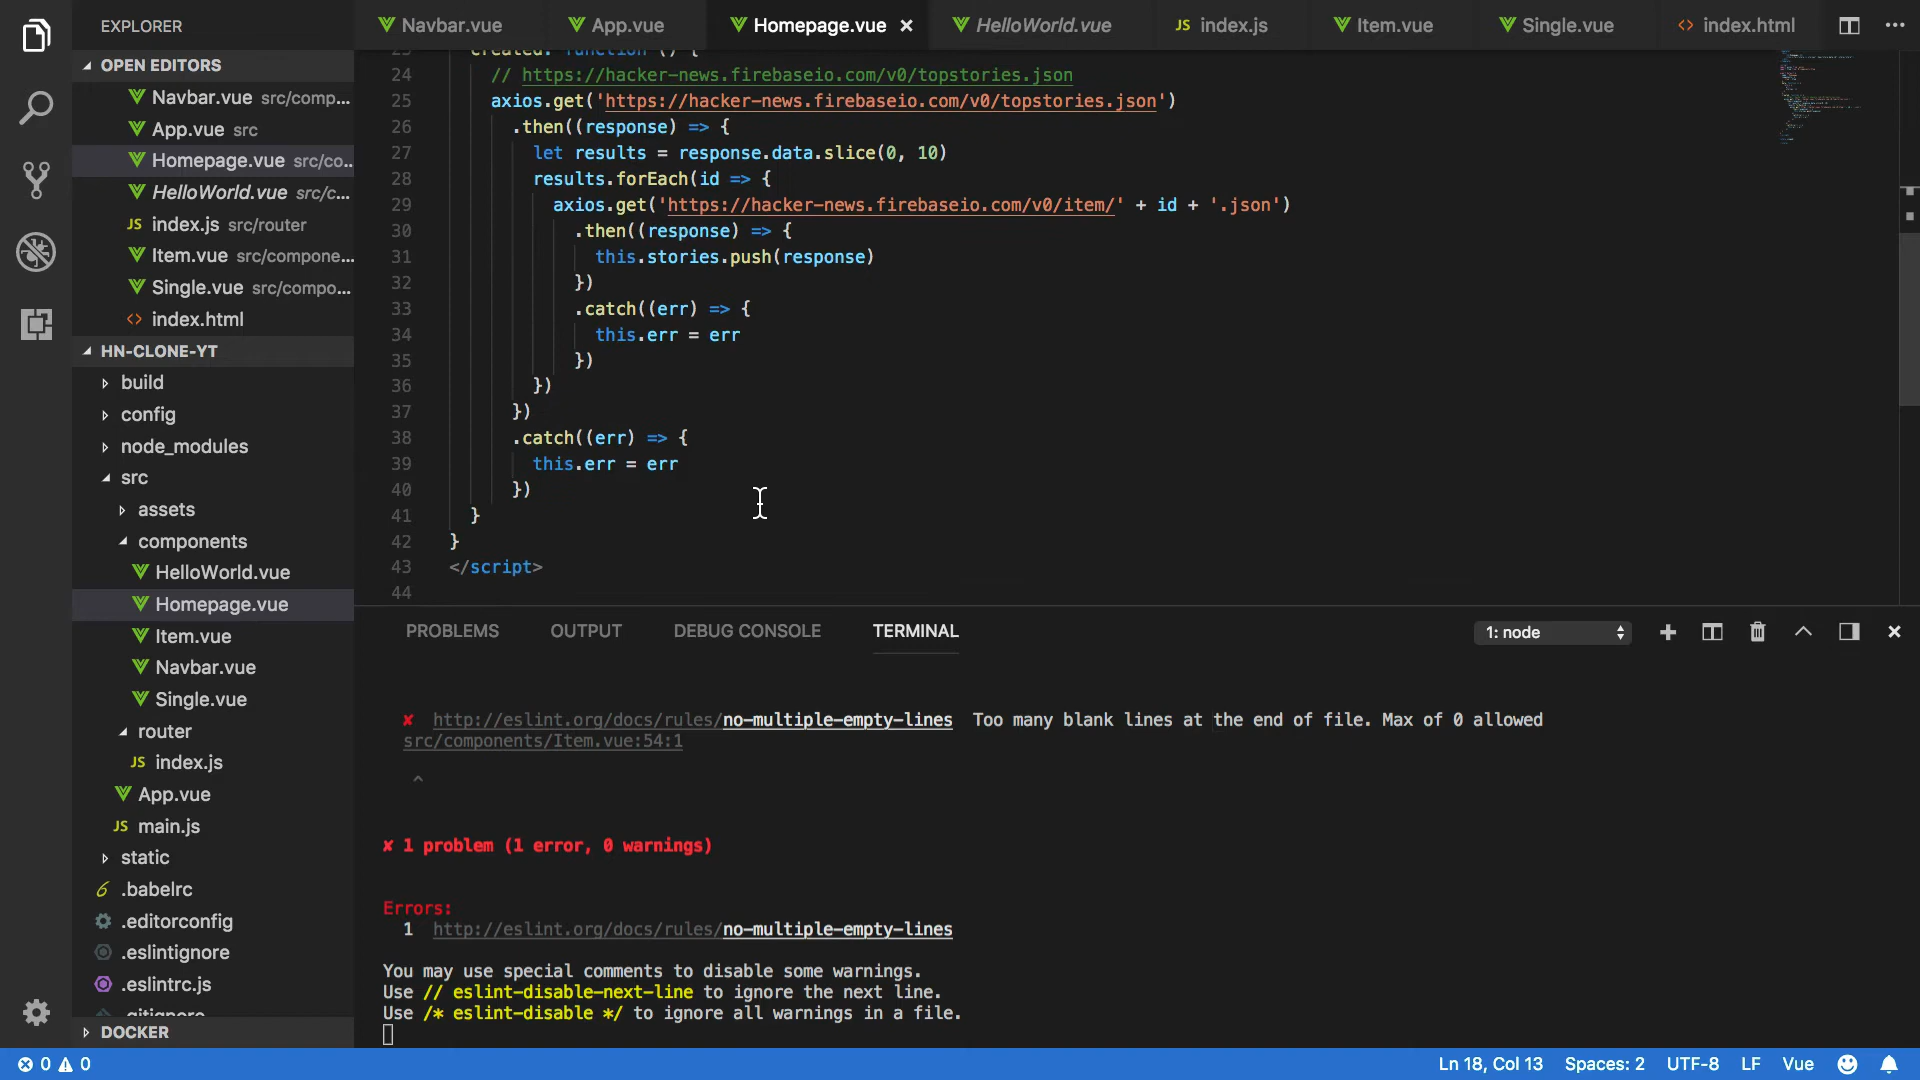 EXPLORER
OPEN EDITORS
Navbar.vue src/comp...
App.vue src
Homepage.vue src/co...
HelloWorld.vue src/c...
JS index.js src/router
Item.vue src/compone...
Single.vue src/compo...
<> index.html
HN-CLONE-YT
build
config
node_modules
src
assets
components
HelloWorld.vue
Homepage.vue
Item.vue
Navbar.vue
Single.vue
router
JS index.js
App.vue
JS main.js
static
6 .babelrc
.editorconfig
.eslintignore
.eslintrc.js
.gitignore
DOCKER
Navbar.vue
App.vue
Homepage.vue ×
HelloWorld.vue
JS index.js
Item.vue
Single.vue
<> index.html
23 created: function () {
24 // https://hacker-news.firebaseio.com/v0/topstories.json
25 axios.get('https://hacker-news.firebaseio.com/v0/topstories.json')
26 .then((response) => {
27 let results = response.data.slice(0, 10)
28 results.forEach(id => {
29 axios.get('https://hacker-news.firebaseio.com/v0/item/' + id + '.json')
30 .then((response) => {
31 this.stories.push(response)
32 })
33 .catch((err) => {
34 this.err = err
35 })
36 })
37 })
38 .catch((err) => {
39 this.err = err
40 })
41 }
42 }
43 </script>
44
PROBLEMS OUTPUT DEBUG CONSOLE TERMINAL
1: node
✘ http://eslint.org/docs/rules/no-multiple-empty-lines Too many blank lines at the end of file. Max of 0 allowed
src/components/Item.vue:54:1
^
✘ 1 problem (1 error, 0 warnings)
Errors:
1 http://eslint.org/docs/rules/no-multiple-empty-lines
You may use special comments to disable some warnings.
Use // eslint-disable-next-line to ignore the next line.
Use /* eslint-disable */ to ignore all warnings in a file.
0 0
Ln 18, Col 13 Spaces: 2 UTF-8 LF Vue